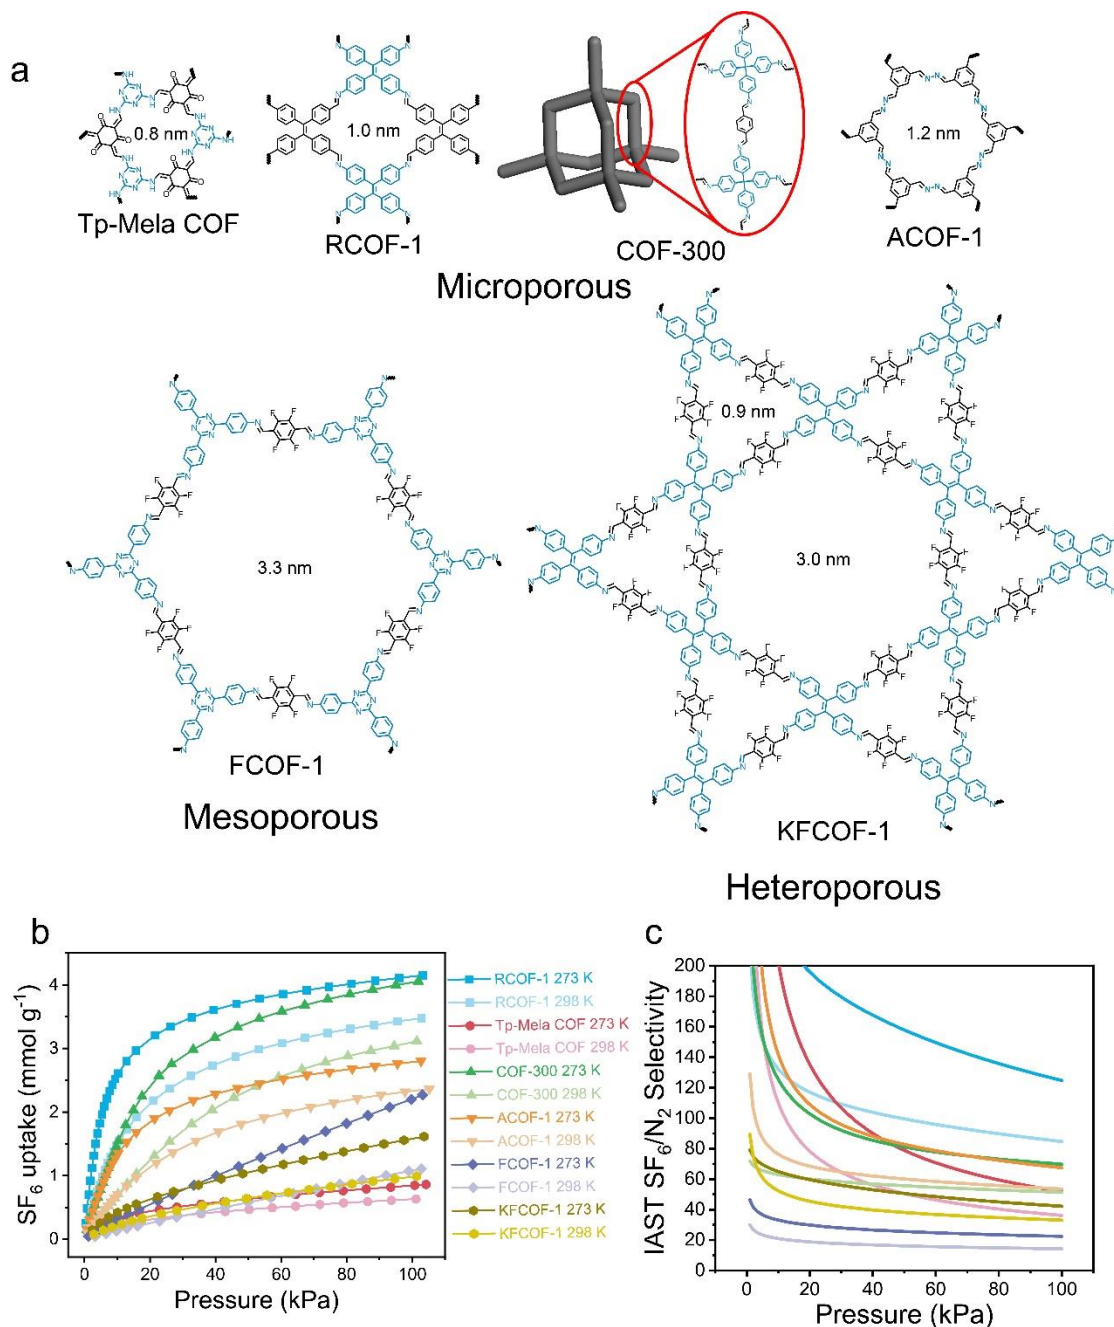 a
0.8 nm
Tp-Mela COF
1.0 nm
RCOF-1
COF-300
1.2 nm
ACOF-1
Microporous
3.3 nm
FCOF-1
Mesoporous
0.9 nm
3.0 nm
KFCOF-1
Heteroporous
b
SF6 uptake (mmol g-1)
4
3
2
1
0
0 20 40 60 80 100
Pressure (kPa)
RCOF-1 273 K
RCOF-1 298 K
Tp-Mela COF 273 K
Tp-Mela COF 298 K
COF-300 273 K
COF-300 298 K
ACOF-1 273 K
ACOF-1 298 K
FCOF-1 273 K
FCOF-1 298 K
KFCOF-1 273 K
KFCOF-1 298 K
c
IAST SF6/N2 Selectivity
200
180
160
140
120
100
80
60
40
20
0
0 20 40 60 80 100
Pressure (kPa)